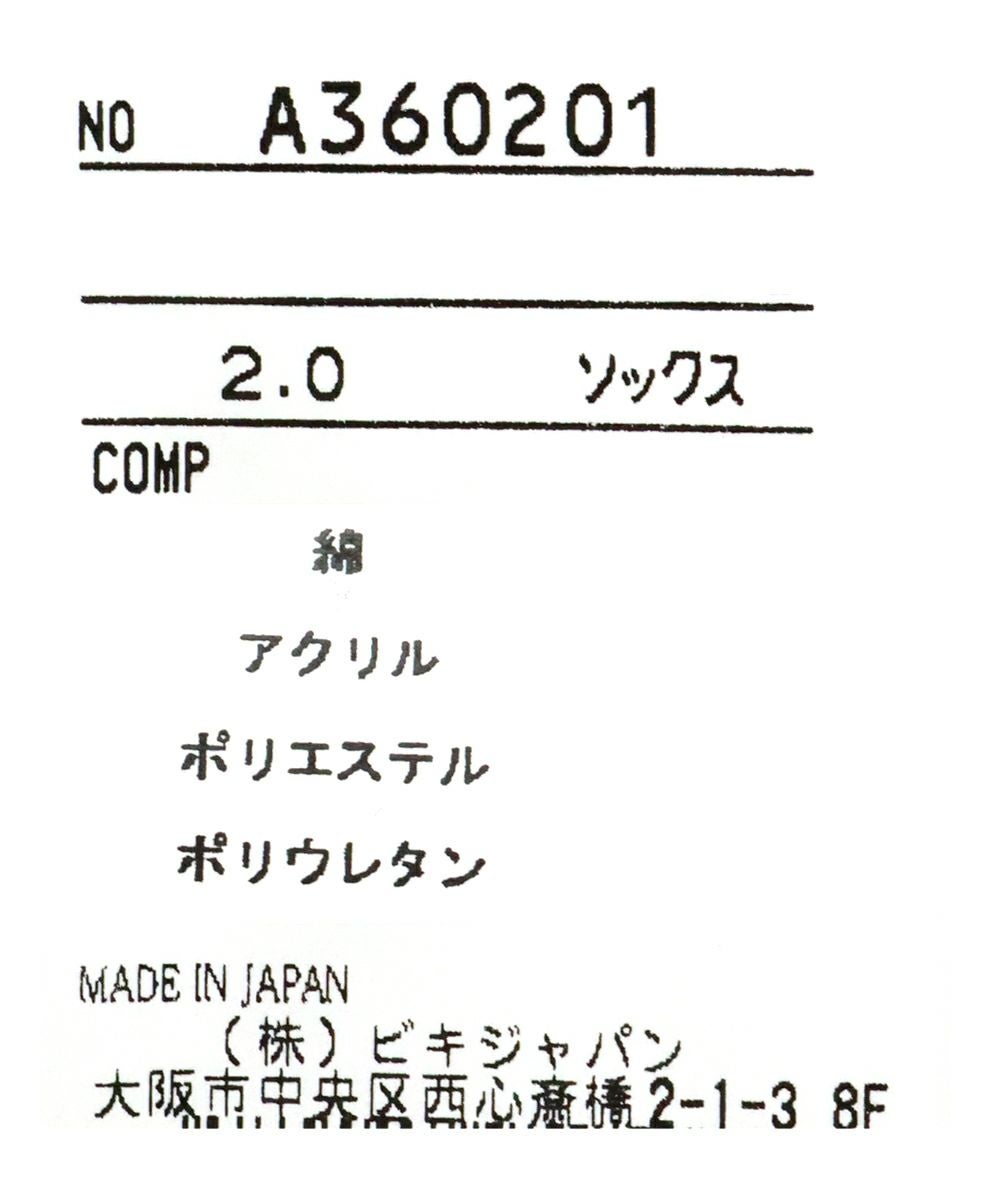 NO A360201
2.0 ソックス
COMP
綿
アクリル
ポリエステル
ポリウレタン
MADE IN JAPAN
(株)ビキジャパン
大阪市中央区西心斎橋2-1-3 8F